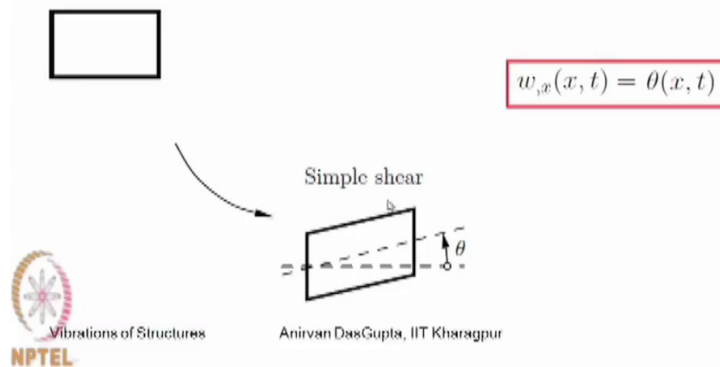 w,x(x, t) = θ(x, t)
Simple shear
θ
Vibrations of Structures Anirvan DasGupta, IIT Kharagpur
NPTEL